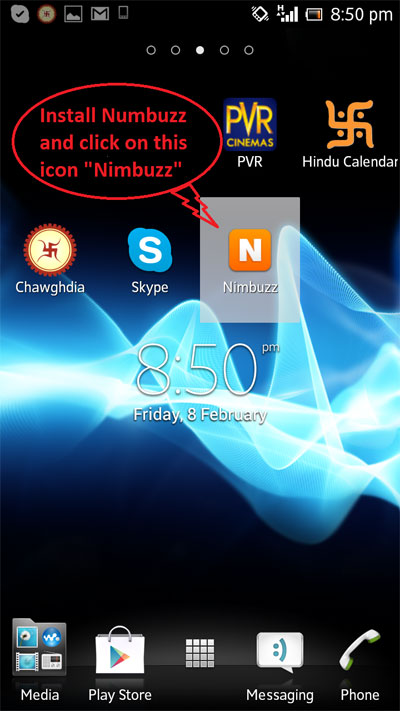 8:50 pm
Install Numbuzz
and click on this
icon "Nimbuzz"
PVR
CINEMAS
PVR
Hindu Calendar
Chawghdia
S
Skype
N
Nimbuzz
8:50 pm
Friday, 8 February
Media
Play Store
Messaging
Phone